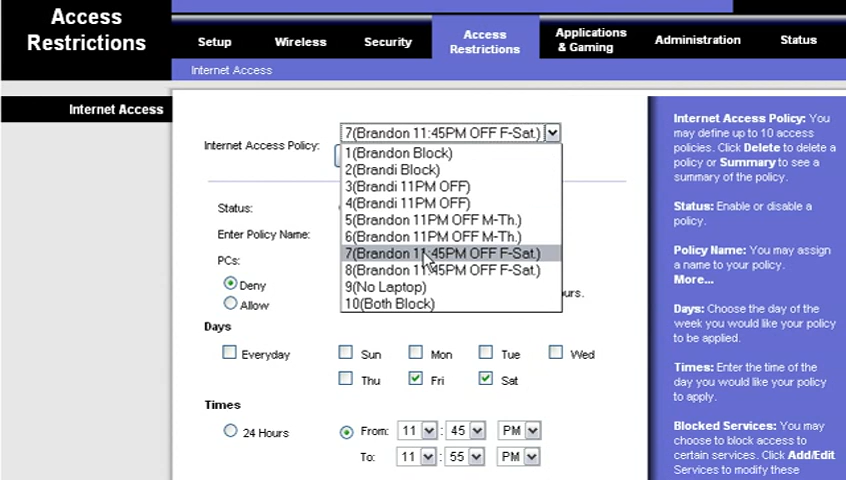 Access Restrictions
Setup
Wireless
Security
Access Restrictions
Applications & Gaming
Administration
Status
Internet Access
Internet Access
Internet Access Policy:
7(Brandon 11:45PM OFF F-Sat.)
1(Brandon Block)
2(Brandi Block)
3(Brandi 11PM OFF)
4(Brandi 11PM OFF)
5(Brandon 11PM OFF M-Th.)
6(Brandon 11PM OFF M-Th.)
7(Brandon 11:45PM OFF F-Sat.)
8(Brandon 11:45PM OFF F-Sat.)
9(No Laptop)
10(Both Block)
Status:
Enter Policy Name:
PCs:
Deny
Allow
ours.
Days
Everyday
Sun
Mon
Tue
Wed
Thu
Fri
Sat
Times
24 Hours
From:
11 : 45 PM
To:
11 : 55 PM
Internet Access Policy: You
may define up to 10 access
policies. Click Delete to delete a
policy or Summary to see a
summary of the policy.
Status: Enable or disable a
policy.
Policy Name: You may assign
a name to your policy.
More...
Days: Choose the day of the
week you would like your policy
to be applied.
Times: Enter the time of the
day you would like your policy
to apply.
Blocked Services: You may
choose to block access to
certain services. Click Add/Edit
Services to modify these